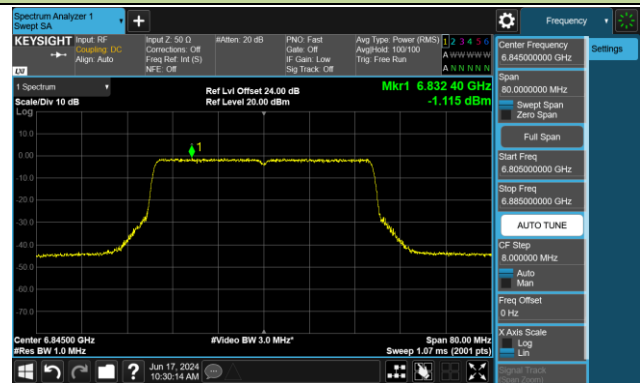 Spectrum Analyzer 1
Swept SA
Frequency
KEYSIGHT
Input: RF
Coupling: DC
Align: Auto
Input Z: 50 Ω
Corrections: Off
Freq Ref: Int (S)
NFE: Off
#Atten: 20 dB
PNO: Fast
Gate: Off
IF Gain: Low
Sig Track: Off
Avg Type: Power (RMS)
Avg|Hold: 100/100
Trig: Free Run
1 2 3 4 5 6
A W W W W W
A N N N N N
LXI
1 Spectrum
Scale/Div 10 dB
Ref Lvl Offset 24.00 dB
Ref Level 20.00 dBm
Mkr1 6.832 40 GHz
-1.115 dBm
Log
10.0
0.00
-10.0
-20.0
-30.0
-40.0
-50.0
-60.0
-70.0
1
Center 6.84500 GHz
#Res BW 1.0 MHz
#Video BW 3.0 MHz*
Span 80.00 MHz
Sweep 1.07 ms (2001 pts)
Center Frequency
6.845000000 GHz
Settings
Span
80.0000000 MHz
Swept Span
Zero Span
Full Span
Start Freq
6.805000000 GHz
Stop Freq
6.885000000 GHz
AUTO TUNE
CF Step
8.000000 MHz
Auto
Man
Freq Offset
0 Hz
X Axis Scale
Log
Lin
Signal Track
(Span Zoom)
Jun 17, 2024
10:30:14 AM